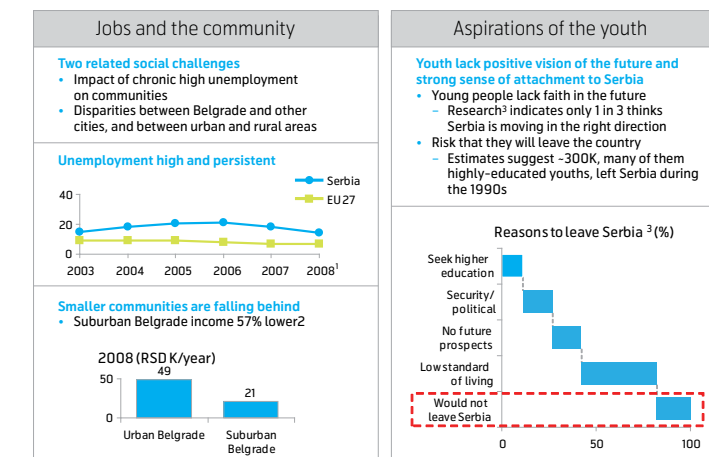 Jobs and the community
Two related social challenges
• Impact of chronic high unemployment
on communities
• Disparities between Belgrade and other
cities, and between urban and rural areas
Unemployment high and persistent
Serbia
EU27
40
20
0
2003 2004 2005 2006 2007 2008¹
Smaller communities are falling behind
• Suburban Belgrade income 57% lower2
2008 (RSD K/year)
50
49
21
0
Urban Belgrade
Suburban
Belgrade
Aspirations of the youth
Youth lack positive vision of the future and
strong sense of attachment to Serbia
• Young people lack faith in the future
– Research³ indicates only 1 in 3 thinks
Serbia is moving in the right direction
• Risk that they will leave the country
– Estimates suggest ~300K, many of them
highly-educated youths, left Serbia during
the 1990s
Reasons to leave Serbia ³ (%)
Seek higher
education
Security/
political
No future
prospects
Low standard
of living
Would not
leave Serbia
0 50 100